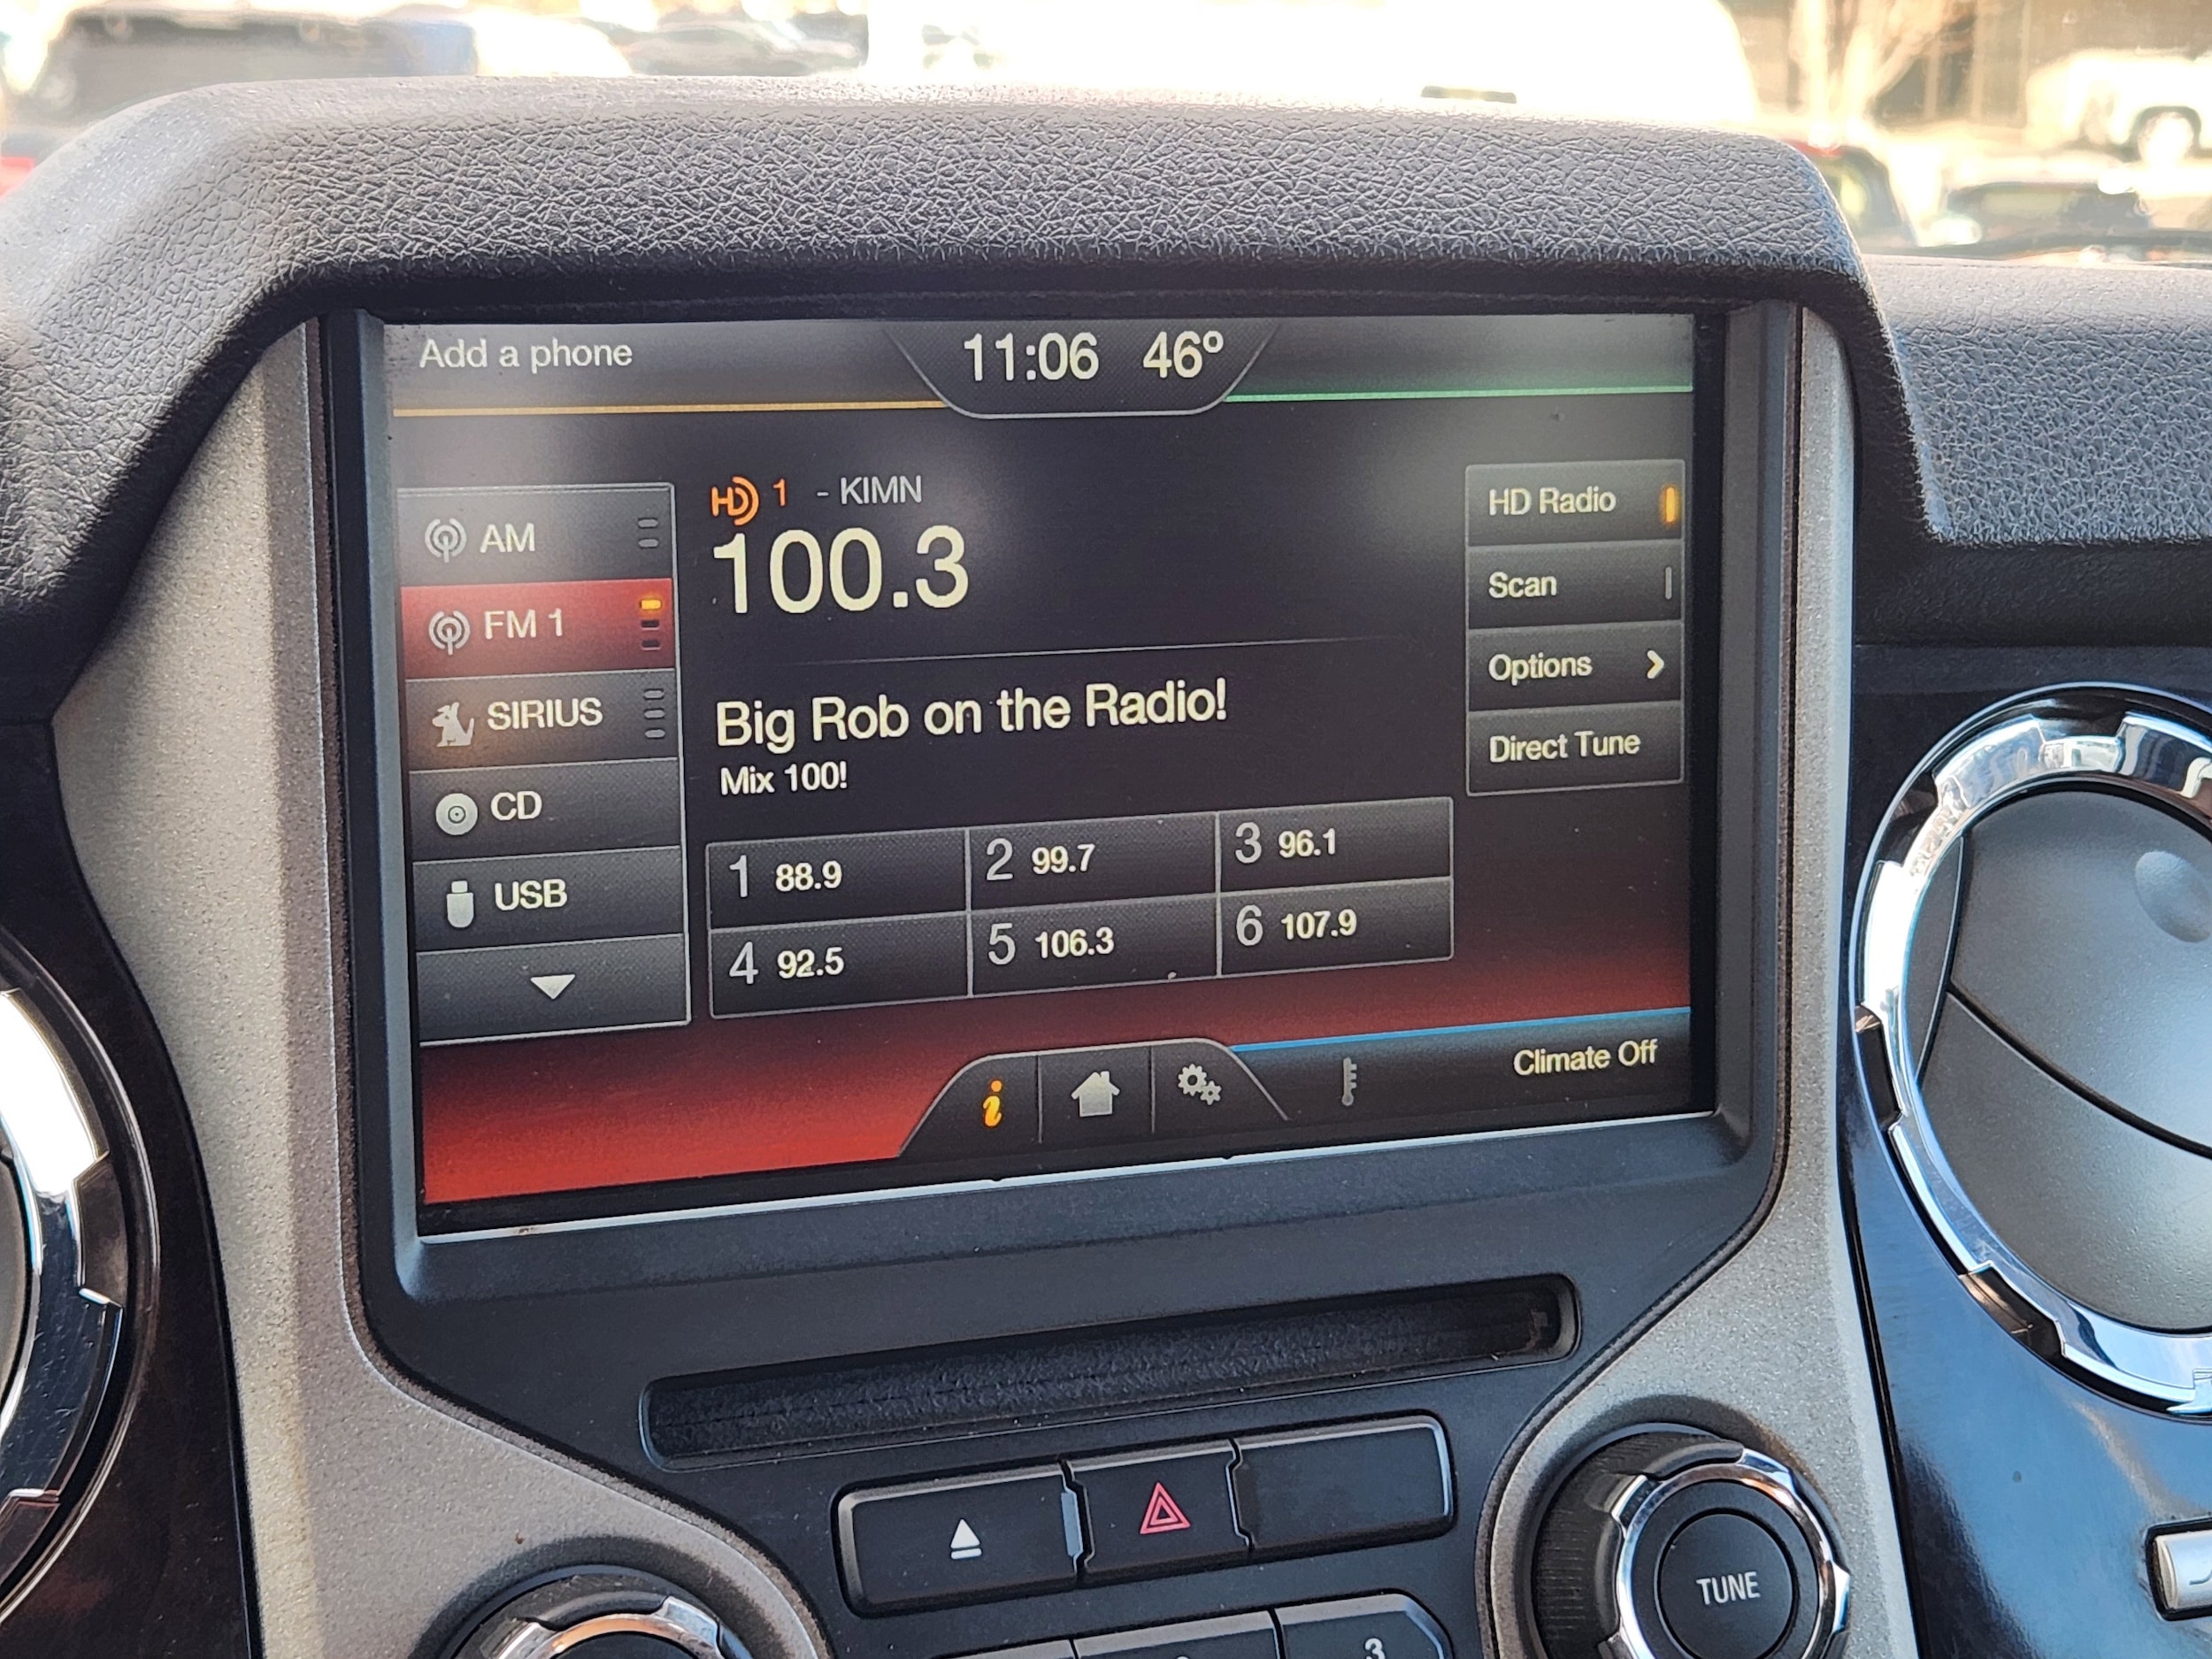 Add a phone
11:06 46º
HD 1 - KIMN
100.3
AM
FM 1
SIRIUS
CD
USB
Big Rob on the Radio!
Mix 100!
HD Radio
Scan
Options
Direct Tune
1 88.9
2 99.7
3 96.1
4 92.5
5 106.3
6 107.9
i
Climate Off
TUNE
3